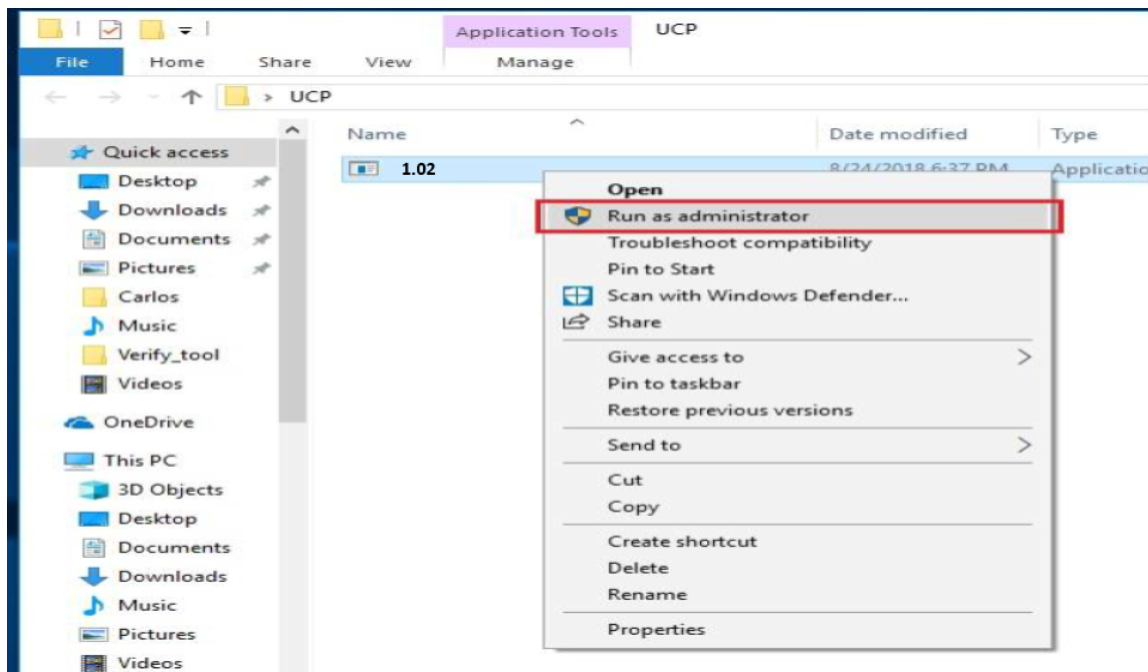 Application Tools UCP
File Home Share View Manage
UCP
Name Date modified Type
Quick access
1.02 8/24/2018 6:37 PM Applicatio
Desktop
Downloads
Documents
Pictures
Carlos
Music
Verify_tool
Videos
OneDrive
This PC
3D Objects
Desktop
Documents
Downloads
Music
Pictures
Videos
Open
Run as administrator
Troubleshoot compatibility
Pin to Start
Scan with Windows Defender...
Share
Give access to
Pin to taskbar
Restore previous versions
Send to
Cut
Copy
Create shortcut
Delete
Rename
Properties